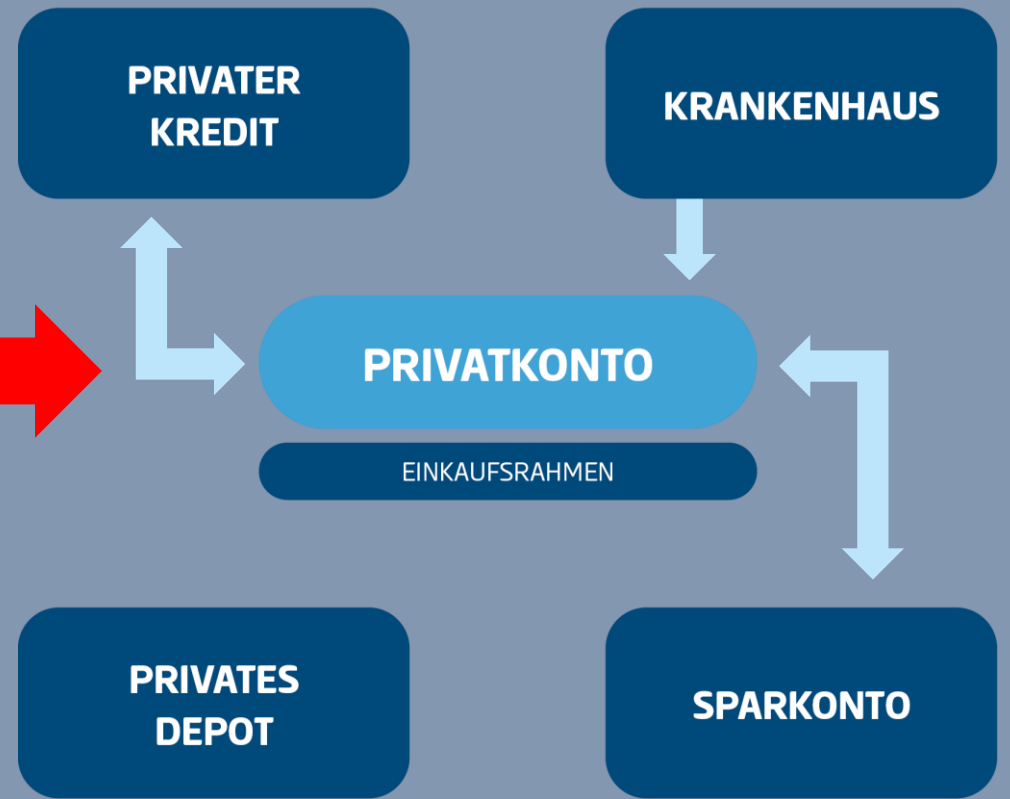 PRIVATER
KREDIT
KRANKENHAUS
PRIVATKONTO
EINKAUFSRAHMEN
PRIVATES
DEPOT
SPARKONTO